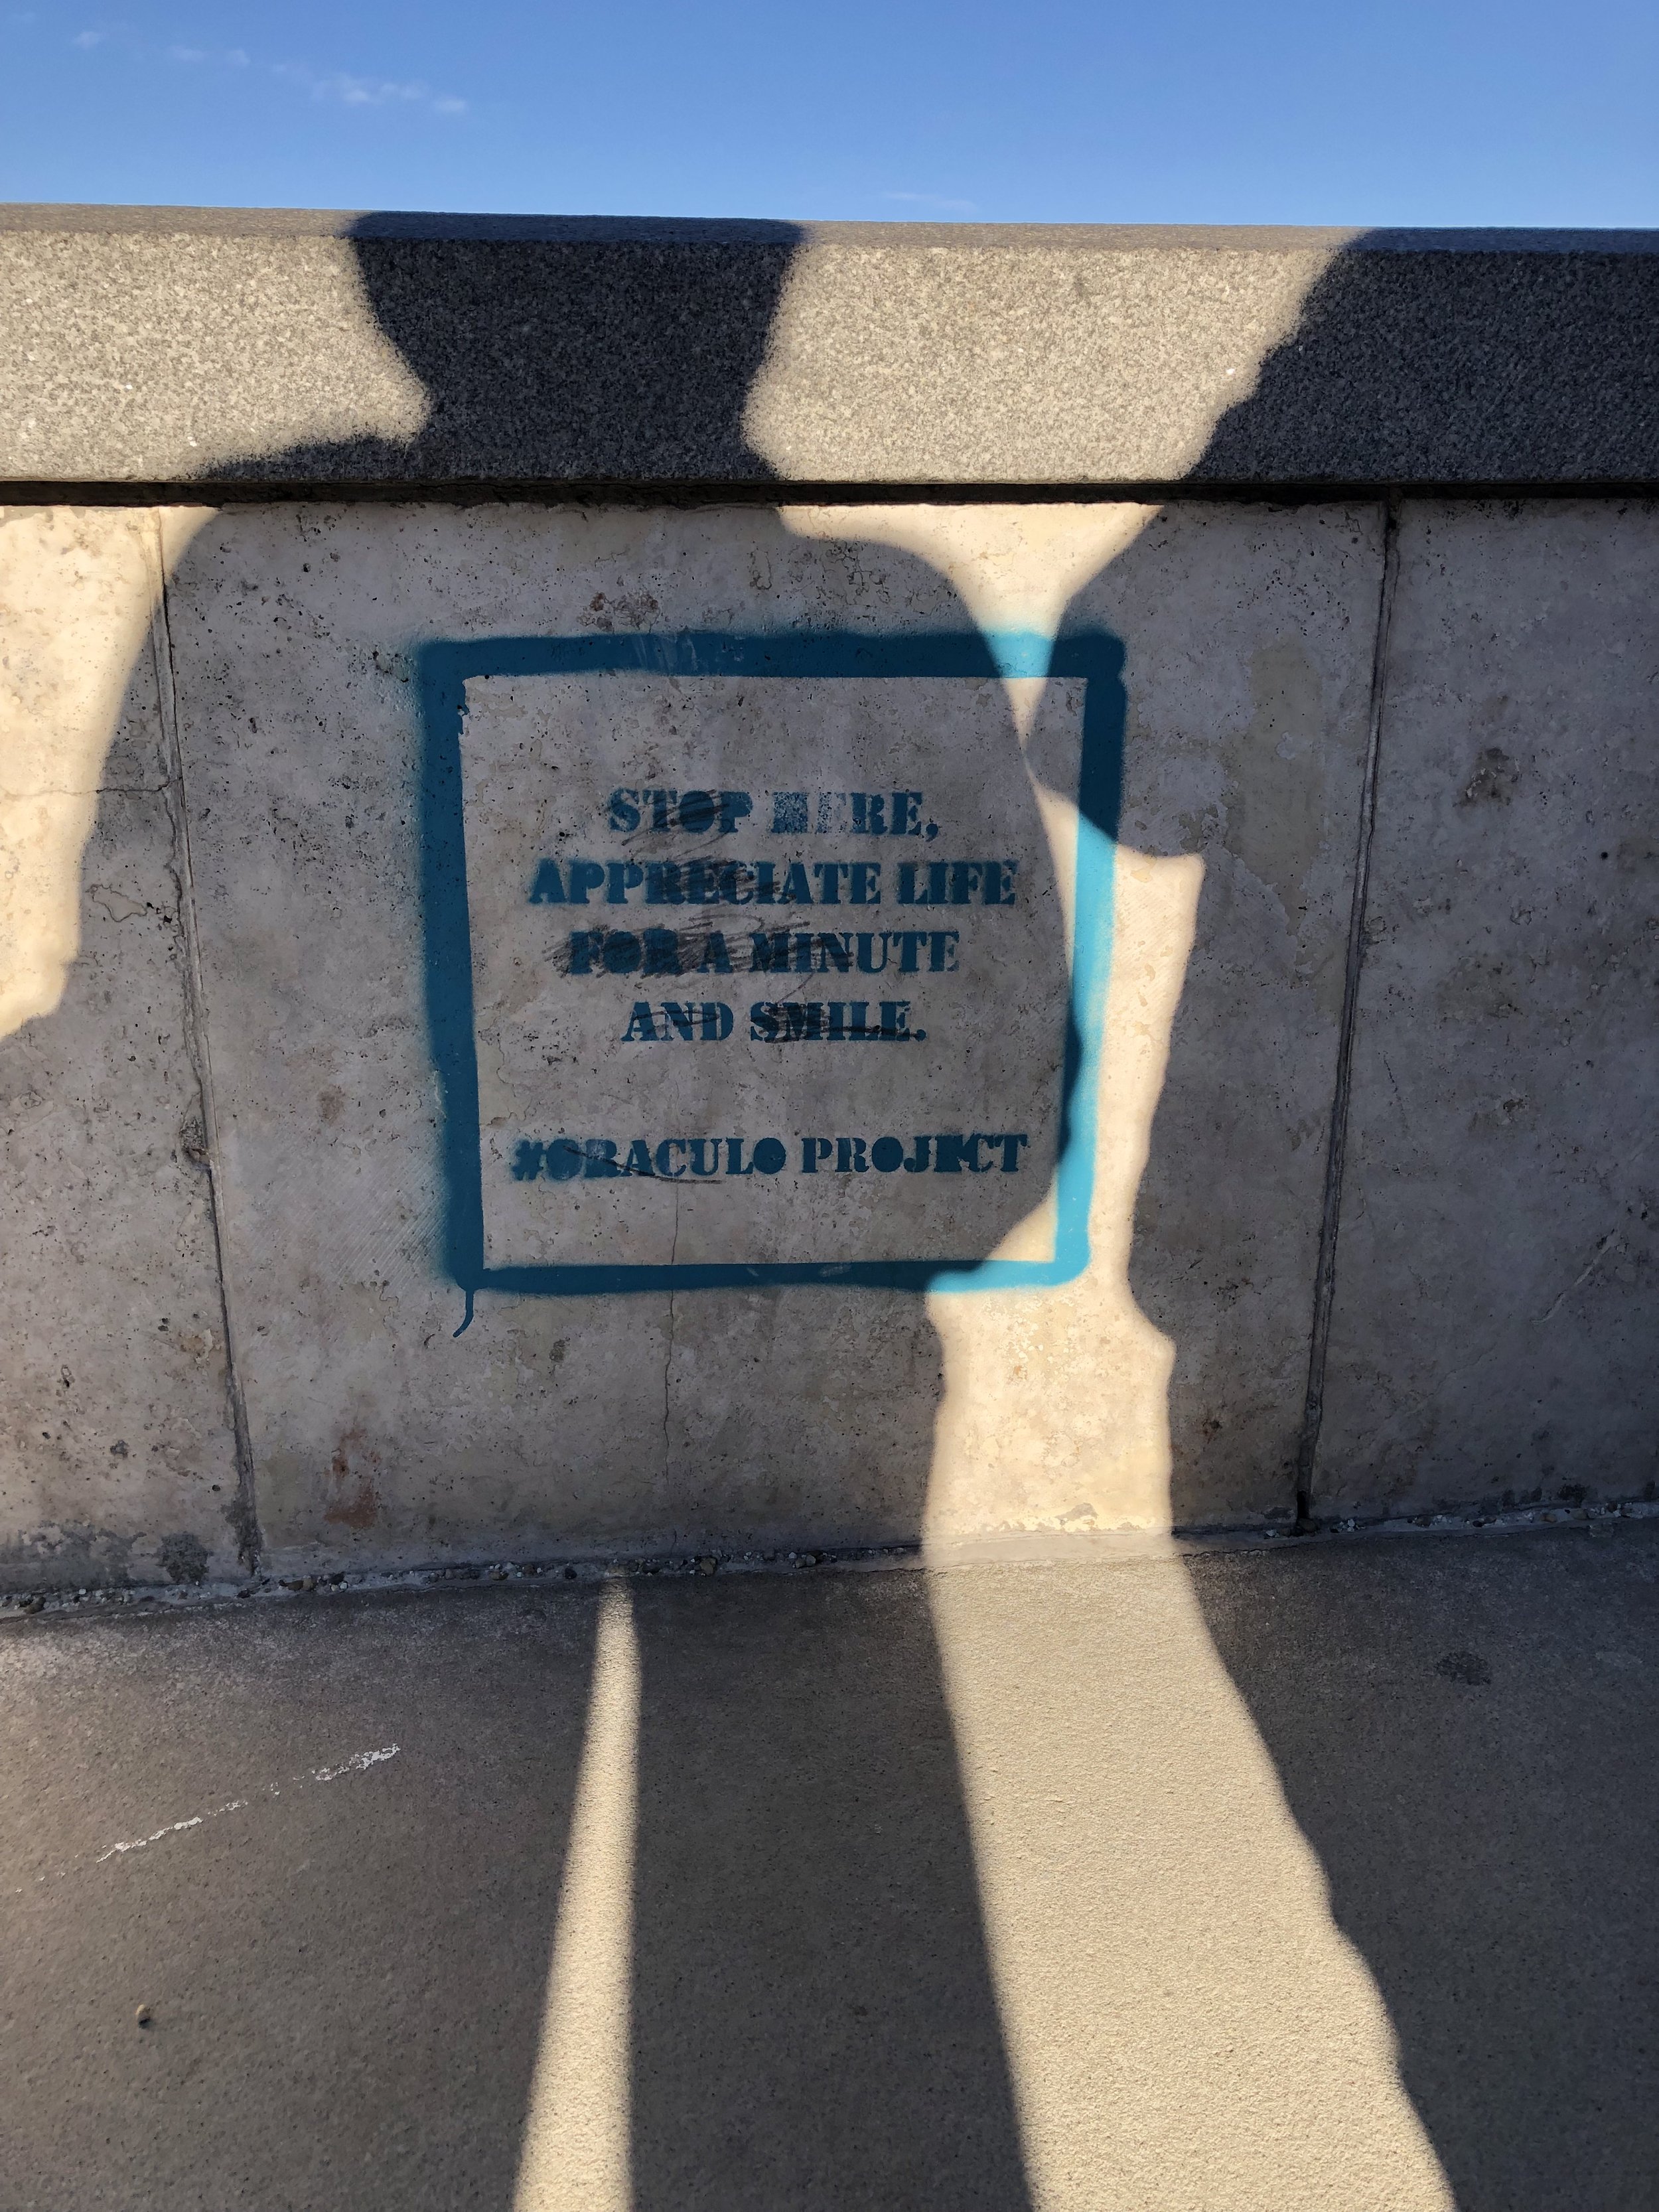 STOP HERE,
APPRECIATE LIFE
FOR A MINUTE
AND SMILE.
#ORACULO PROJECT